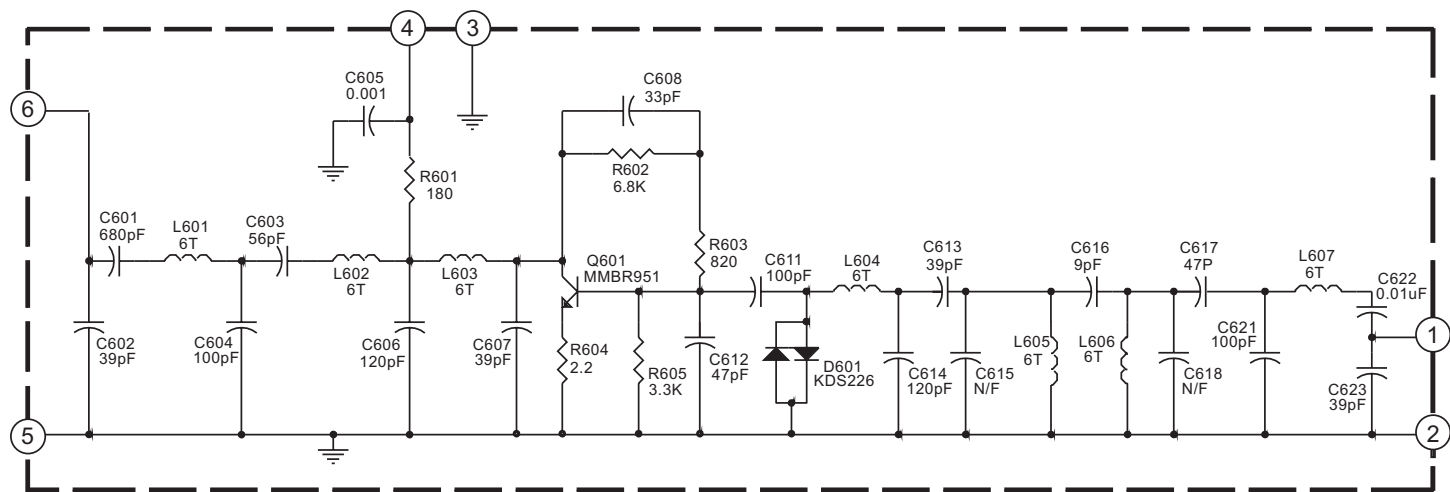 4
3
C605
0.001
C608
33pF
6
R601
180
R602
6.8K
C601
680pF
L601
6T
C603
56pF
L602
6T
L603
6T
Q601
MMBR951
R603
820
C611
100pF
L604
6T
C613
39pF
C616
9pF
C617
47P
L607
6T
C622
0.01uF
1
C602
39pF
C604
100pF
C606
120pF
C607
39pF
R604
2.2
R605
3.3K
C612
47pF
D601
KDS226
C614
120pF
C615
N/F
L605
6T
L606
6T
C618
N/F
C621
100pF
C623
39pF
5
2